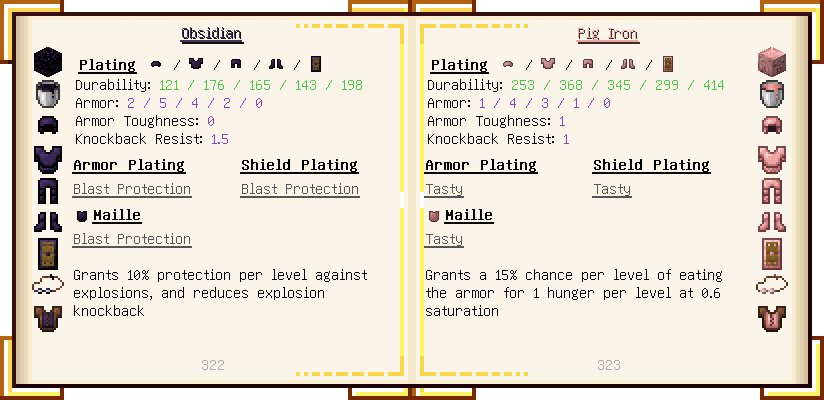 Obsidian
Plating / / / /
Durability: 121 / 176 / 165 / 143 / 198
Armor: 2 / 5 / 4 / 2 / 0
Armor Toughness: 0
Knockback Resist: 1.5
Armor Plating
Shield Plating
Blast Protection
Blast Protection
Maille
Blast Protection
Grants 10% protection per level against
explosions, and reduces explosion
knockback
322
Pig Iron
Plating / / / /
Durability: 253 / 368 / 345 / 299 / 414
Armor: 1 / 4 / 3 / 1 / 0
Armor Toughness: 1
Knockback Resist: 1
Armor Plating
Shield Plating
Tasty
Tasty
Maille
Tasty
Grants a 15% chance per level of eating
the armor for 1 hunger per level at 0.6
saturation
323